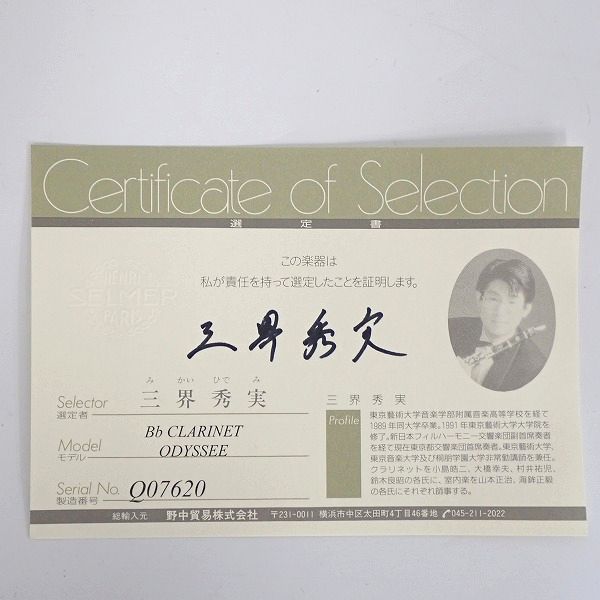 Certificate of Selection
選定書
HENRI
SELMER
PARIS
この楽器は
私が責任を持って選定したことを証明します。
三界秀実
Selector
選定者
み かい ひで み
三界秀実
Model
モデル
Bb CLARINET
ODYSSEE
Serial No.
製造番号
Q07620
三界秀実
Profile
東京藝術大学音楽学部附属音楽高等学校を経て
1989年同大学卒業。1991年東京藝術大学大学院を
修了。新日本フィルハーモニー交響楽団副首席奏者
を経て現在東京都交響楽団首席奏者。東京藝術大学、
東京音楽大学及び桐朋学園大学非常勤講師を兼任。
クラリネットを小島皓二、大橋幸夫、村井祐児、
鈴木良昭の各氏に、室内楽を山本正治、海鉾正毅
の各氏にそれぞれ師事する。
総輸入元 野中貿易株式会社 〒231-0011 横浜市中区太田町4丁目46番地 045-211-2022